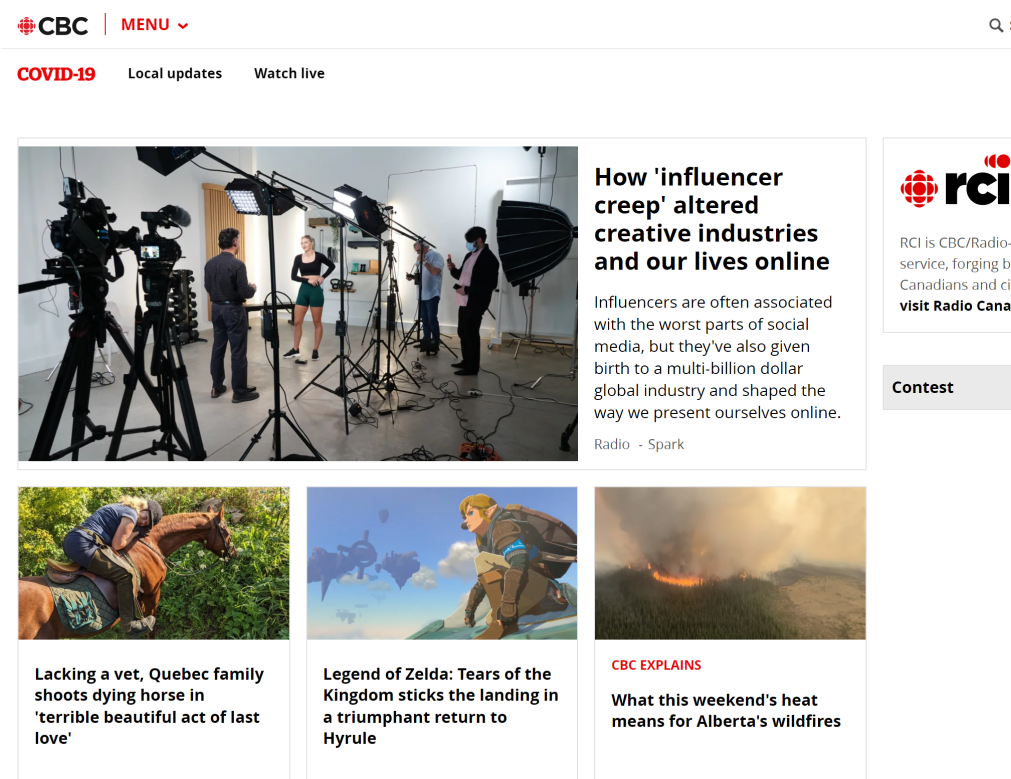 CBC
MENU
COVID-19
Local updates
Watch live
How 'influencer
creep' altered
creative industries
and our lives online
Influencers are often associated
with the worst parts of social
media, but they've also given
birth to a multi-billion dollar
global industry and shaped the
way we present ourselves online.
Radio - Spark
rci
RCI is CBC/Radio-
service, forging b
Canadians and ci
visit Radio Cana
Contest
Lacking a vet, Quebec family
shoots dying horse in
'terrible beautiful act of last
love'
Legend of Zelda: Tears of the
Kingdom sticks the landing in
a triumphant return to
Hyrule
CBC EXPLAINS
What this weekend's heat
means for Alberta's wildfires